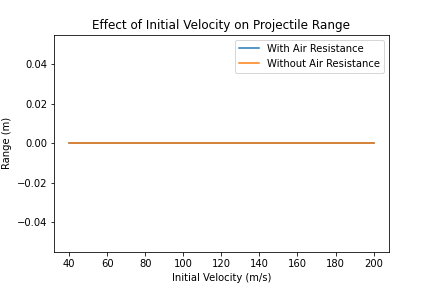 Effect of Initial Velocity on Projectile Range
With Air Resistance
Without Air Resistance
0.04
0.02
0.00
−0.02
−0.04
Range (m)
40
60
80
100
120
140
160
180
200
Initial Velocity (m/s)